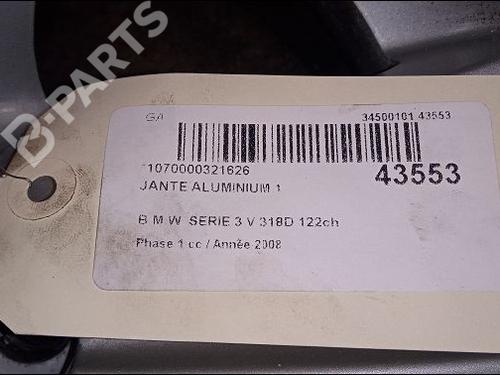 B-PARTS
GA 34500101 43553
1070000321626
43553
JANTE ALUMINIUM 1
B M W SERIE 3 V 318D 122ch
Phase 1 cc / Année 2008